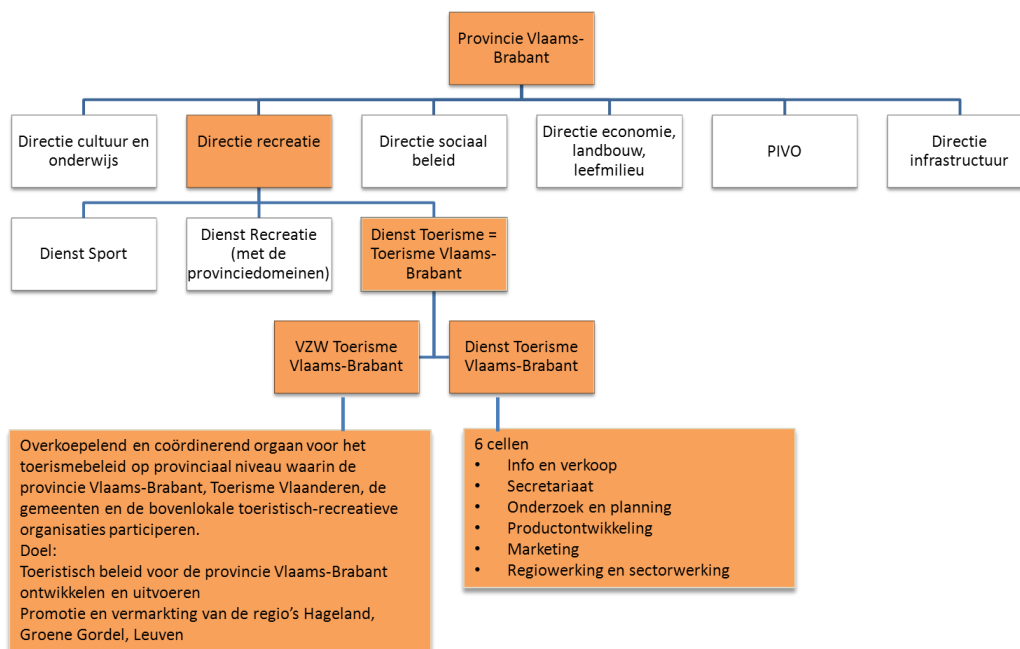 Provincie Vlaams-
Brabant
Directie cultuur en
onderwijs
Directie recreatie
Directie sociaal
beleid
Directie economie,
landbouw,
leefmilieu
PIVO
Directie
infrastructuur
Dienst Sport
Dienst Recreatie
(met de
provinciedomeinen)
Dienst Toerisme =
Toerisme Vlaams-
Brabant
VZW Toerisme
Vlaams-Brabant
Dienst Toerisme
Vlaams-Brabant
Overkoepelend en coördinerend orgaan voor het
toerismebeleid op provinciaal niveau waarin de
provincie Vlaams-Brabant, Toerisme Vlaanderen, de
gemeenten en de bovenlokale toeristisch-recreatieve
organisaties participeren.
Doel:
Toeristisch beleid voor de provincie Vlaams-Brabant
ontwikkelen en uitvoeren
Promotie en vermarkting van de regio's Hageland,
Groene Gordel, Leuven
6 cellen
• Info en verkoop
• Secretariaat
• Onderzoek en planning
• Productontwikkeling
• Marketing
• Regiowerking en sectorwerking